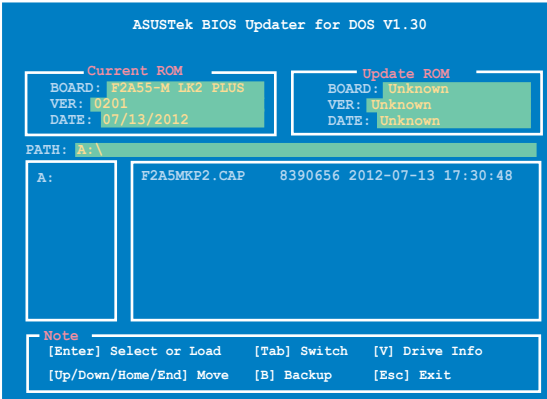 ASUSTek BIOS Updater for DOS V1.30
Current ROM
BOARD: F2A55-M LK2 PLUS
VER: 0201
DATE: 07/13/2012
Update ROM
BOARD: Unknown
VER: Unknown
DATE: Unknown
PATH: A:\
A:
F2A5MKP2.CAP 8390656 2012-07-13 17:30:48
Note
[Enter] Select or Load [Tab] Switch [V] Drive Info
[Up/Down/Home/End] Move [B] Backup [Esc] Exit